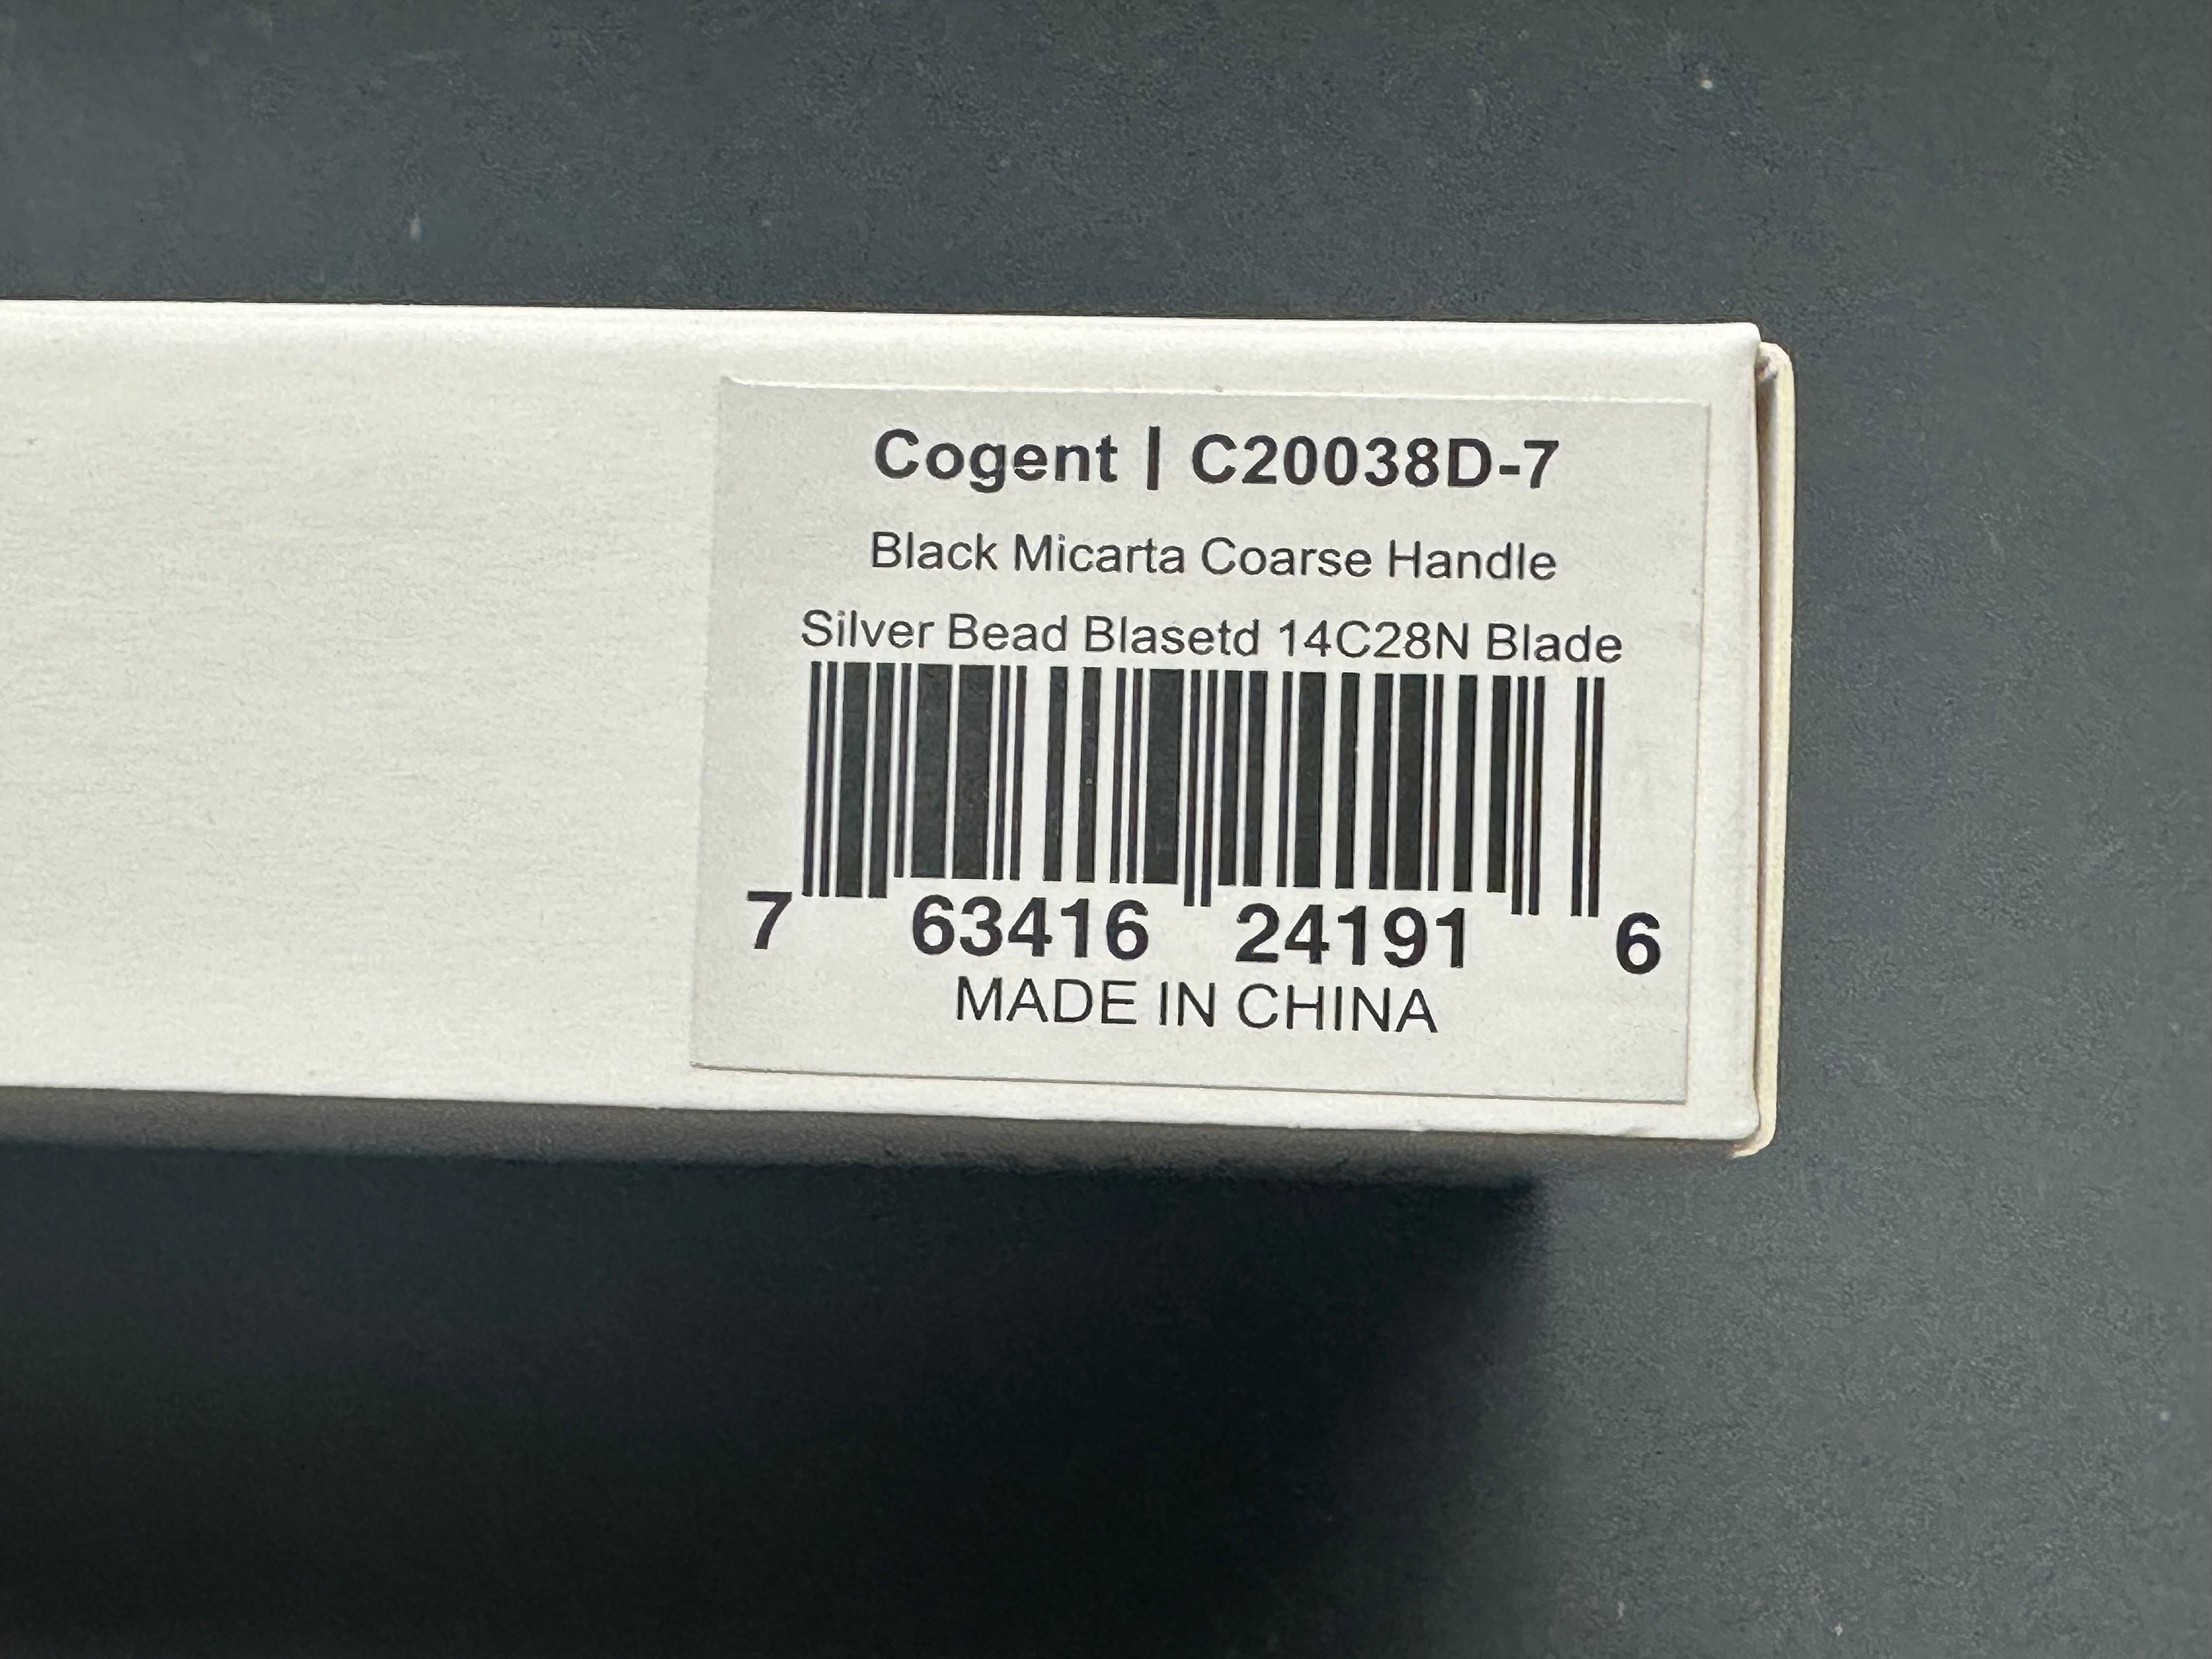 Cogent | C20038D-7
Black Micarta Coarse Handle
Silver Bead Blasetd 14C28N Blade
7 63416 24191 6
MADE IN CHINA